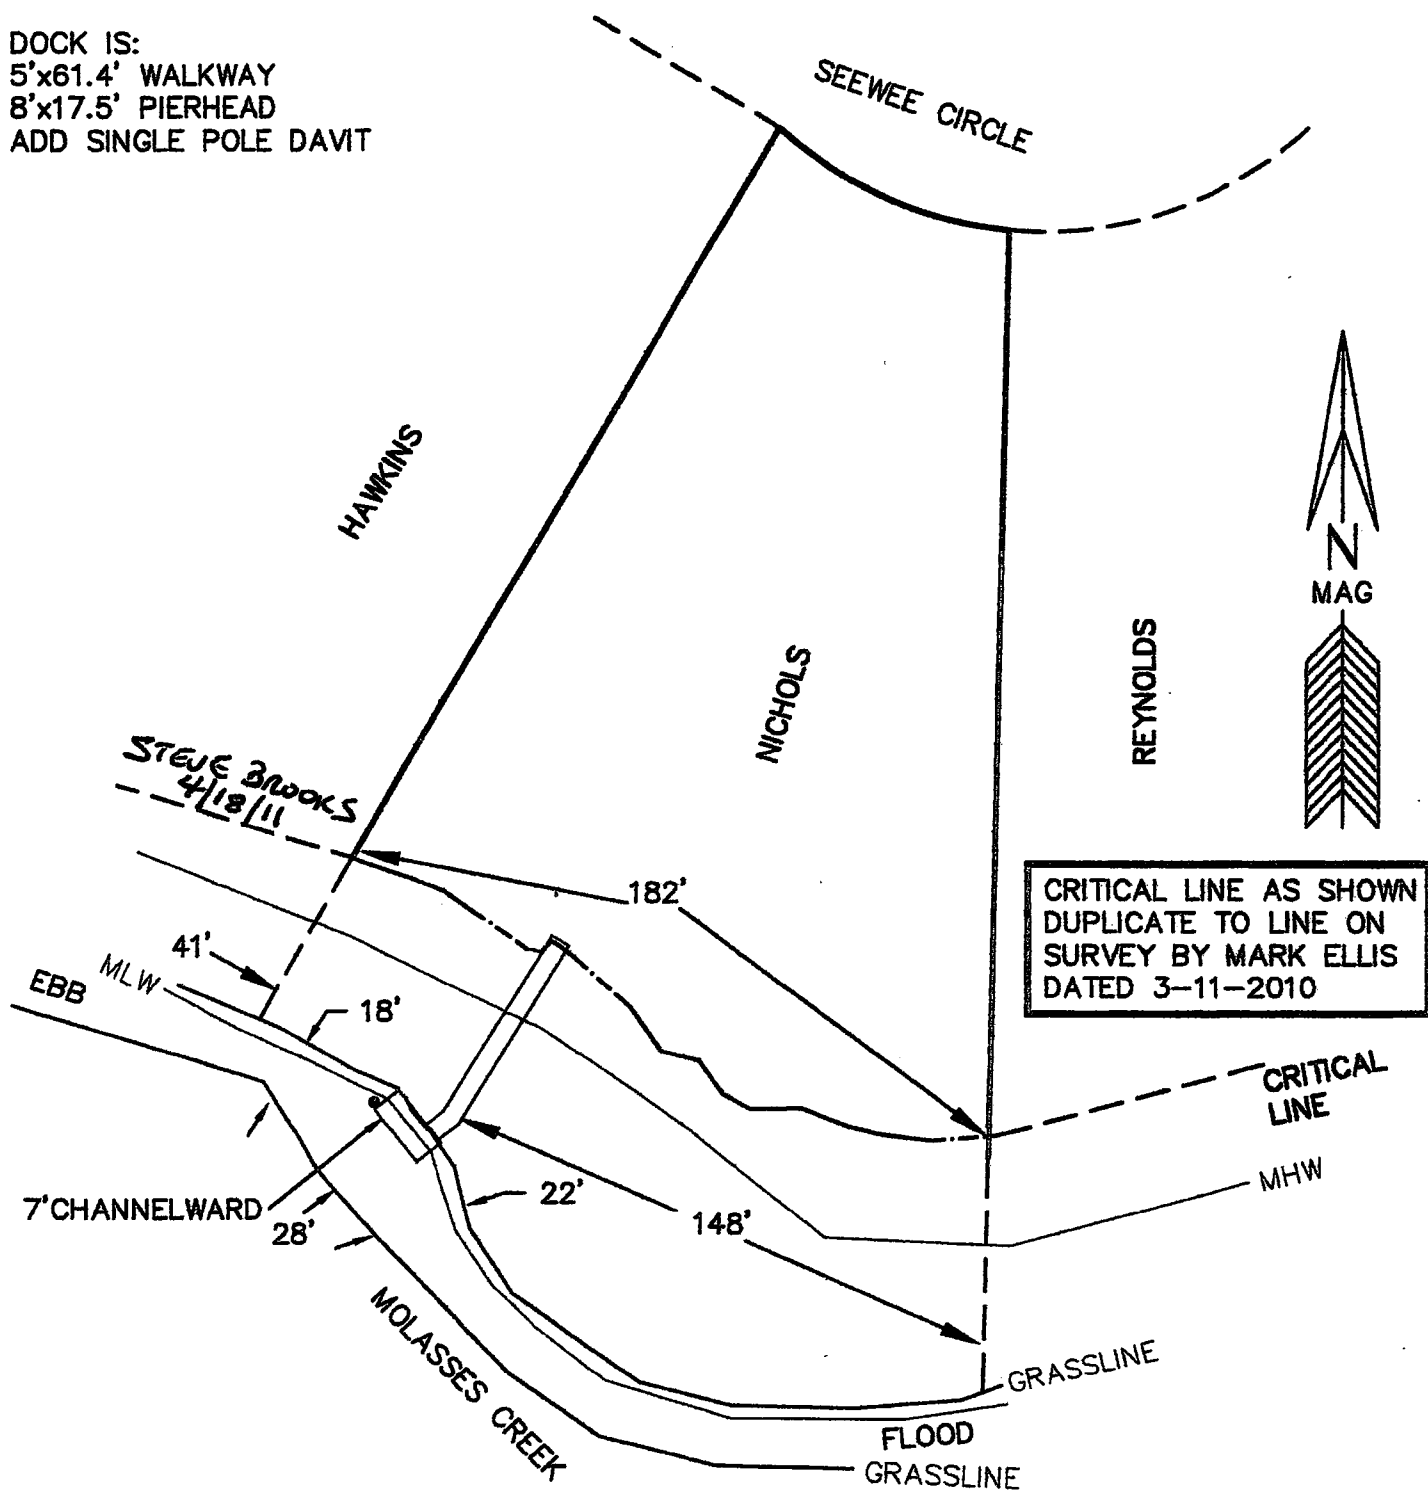 DOCK IS:
5'x61.4' WALKWAY
8'x17.5' PIERHEAD
ADD SINGLE POLE DAVIT
SEEWEE CIRCLE
HAWKINS
NICHOLS
REYNOLDS
N
MAG
STEVE BROOKS
4/18/11
182'
CRITICAL LINE AS SHOWN
DUPLICATE TO LINE ON
SURVEY BY MARK ELLIS
DATED 3-11-2010
41'
MLW
EBB
18'
CRITICAL
LINE
MHW
22'
7'CHANNELWARD
28'
148'
MOLASSES CREEK
GRASSLINE
FLOOD
GRASSLINE